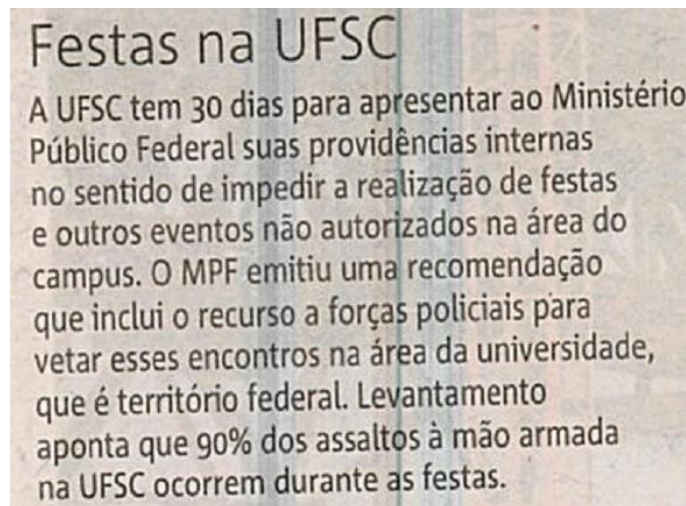 Festas na UFSC
A UFSC tem 30 dias para apresentar ao Ministério
Público Federal suas providências internas
no sentido de impedir a realização de festas
e outros eventos não autorizados na área do
campus. O MPF emitiu uma recomendação
que inclui o recurso a forças policiais para
vetar esses encontros na área da universidade,
que é território federal. Levantamento
aponta que 90% dos assaltos à mão armada
na UFSC ocorrem durante as festas.